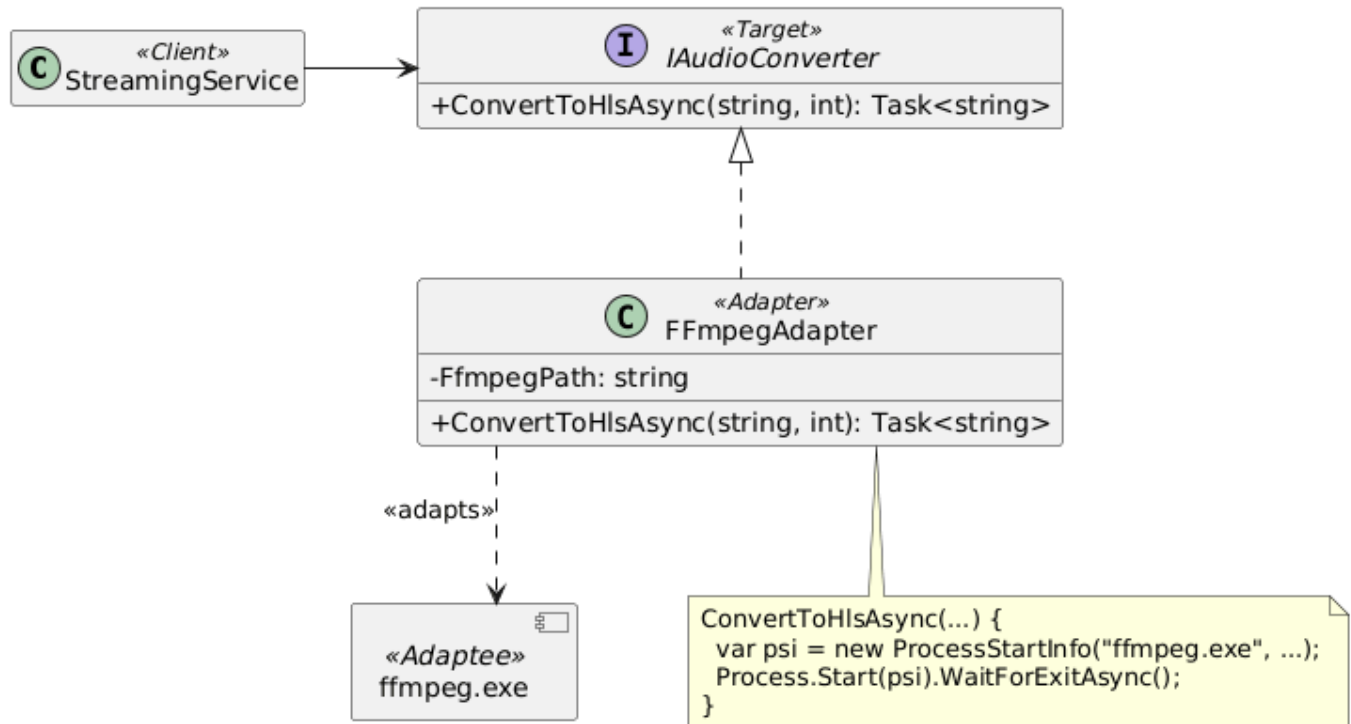 «Client»
C
StreamingService
«Target»
I
IAudioConverter
+ConvertToHlsAsync(string, int): Task<string>
«Adapter»
C
FFmpegAdapter
-FfmpegPath: string
+ConvertToHlsAsync(string, int): Task<string>
«adapts»
«Adaptee»
ffmpeg.exe
ConvertToHlsAsync(...) {
  var psi = new ProcessStartInfo("ffmpeg.exe", ...);
  Process.Start(psi).WaitForExitAsync();
}